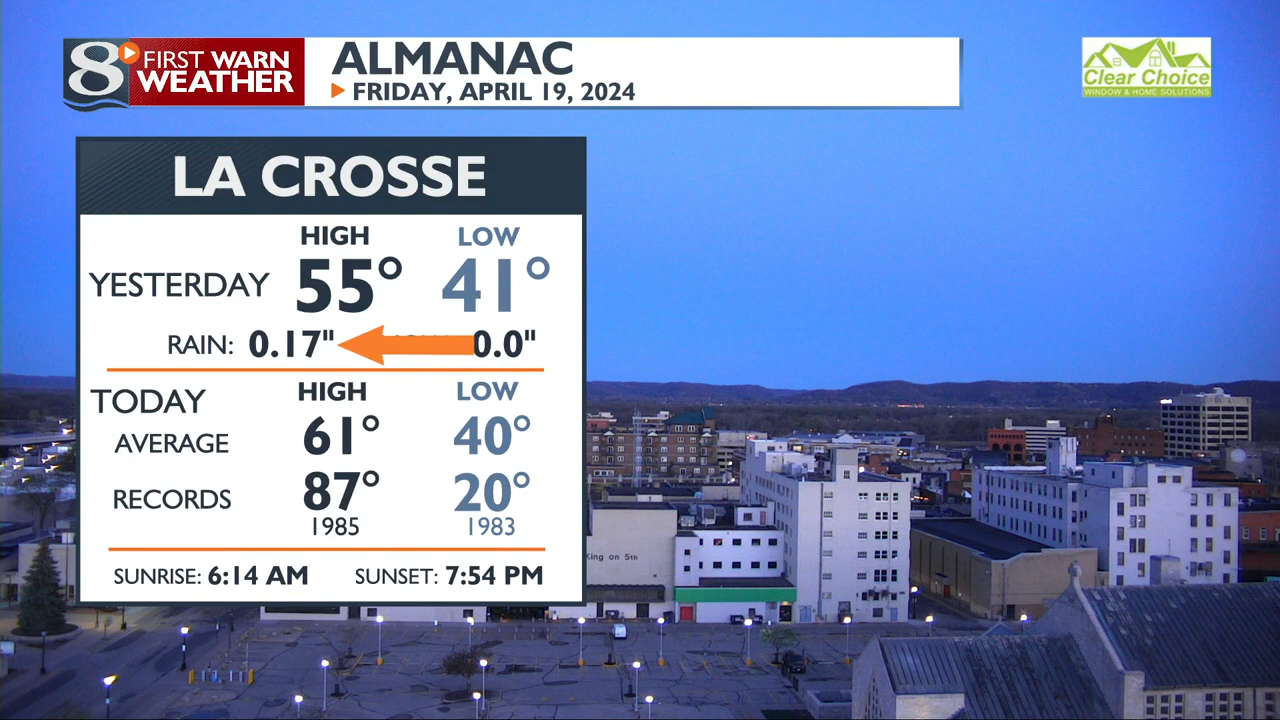 8 FIRST WARN
WEATHER
ALMANAC
FRIDAY, APRIL 19, 2024
Clear Choice
WINDOW & HOME SOLUTIONS
LA CROSSE
HIGH LOW
YESTERDAY 55° 41°
RAIN: 0.17" 0.0"
TODAY HIGH LOW
AVERAGE 61° 40°
RECORDS 87° 20°
1985 1983
SUNRISE: 6:14 AM SUNSET: 7:54 PM
King on 5th